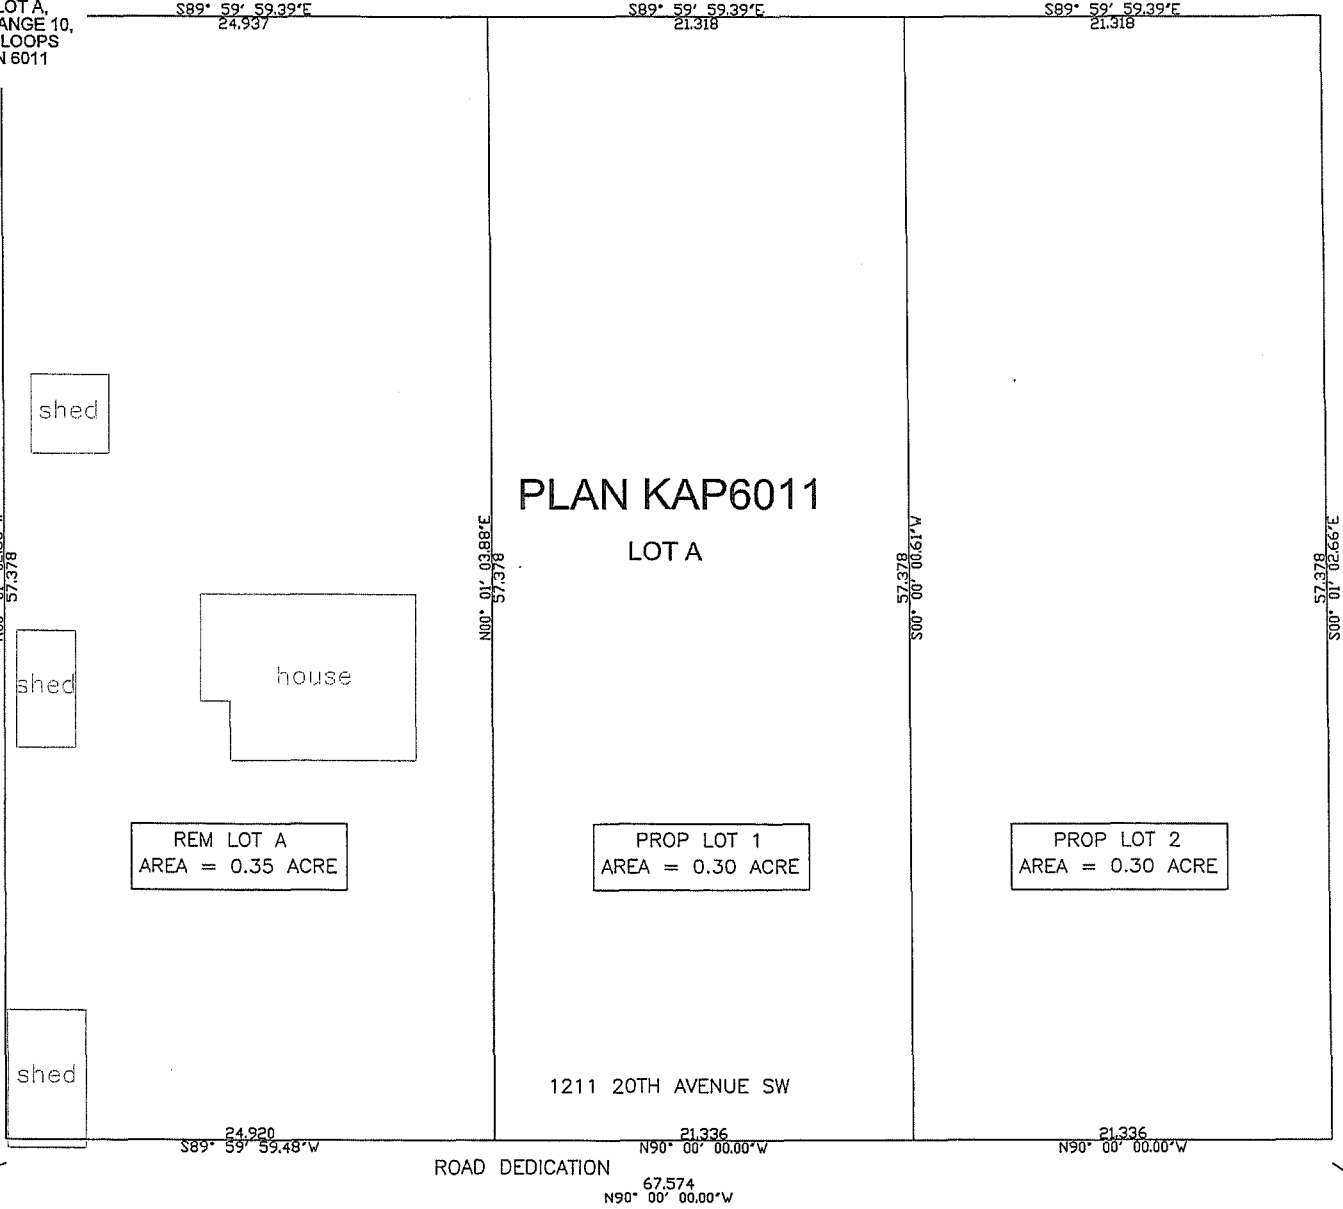 LOT A,
ANGE 10,
LOOPS
N 6011
S89° 59' 59.39"E
24.937
S89° 59' 59.39"E
21.318
S89° 59' 59.39"E
21.318
shed
PLAN KAP6011
LOT A
57.378
N00° 01' 03.88"E
57.378
57.378
S00° 00' 00.61"W
57.378
S00° 01' 02.66"E
shed
house
REM LOT A
AREA = 0.35 ACRE
PROP LOT 1
AREA = 0.30 ACRE
PROP LOT 2
AREA = 0.30 ACRE
shed
1211 20TH AVENUE SW
24.920
S89° 59' 59.48"W
21.336
N90° 00' 00.00"W
21.336
N90° 00' 00.00"W
ROAD DEDICATION
67.574
N90° 00' 00.00"W